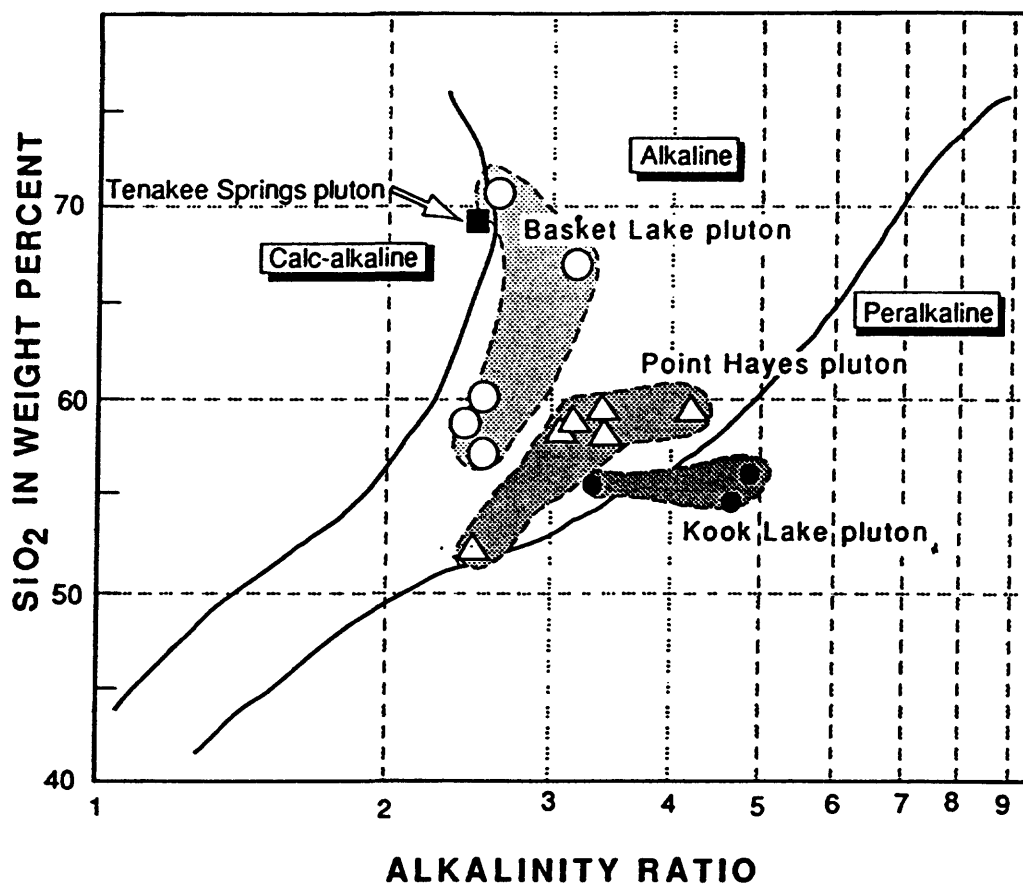 SiO2 IN WEIGHT PERCENT
70
60
50
40
Alkaline
Tenakee Springs pluton
Basket Lake pluton
Calc-alkaline
Peralkaline
Point Hayes pluton
Kook Lake pluton
1 2 3 4 5 6 7 8 9
ALKALINITY RATIO